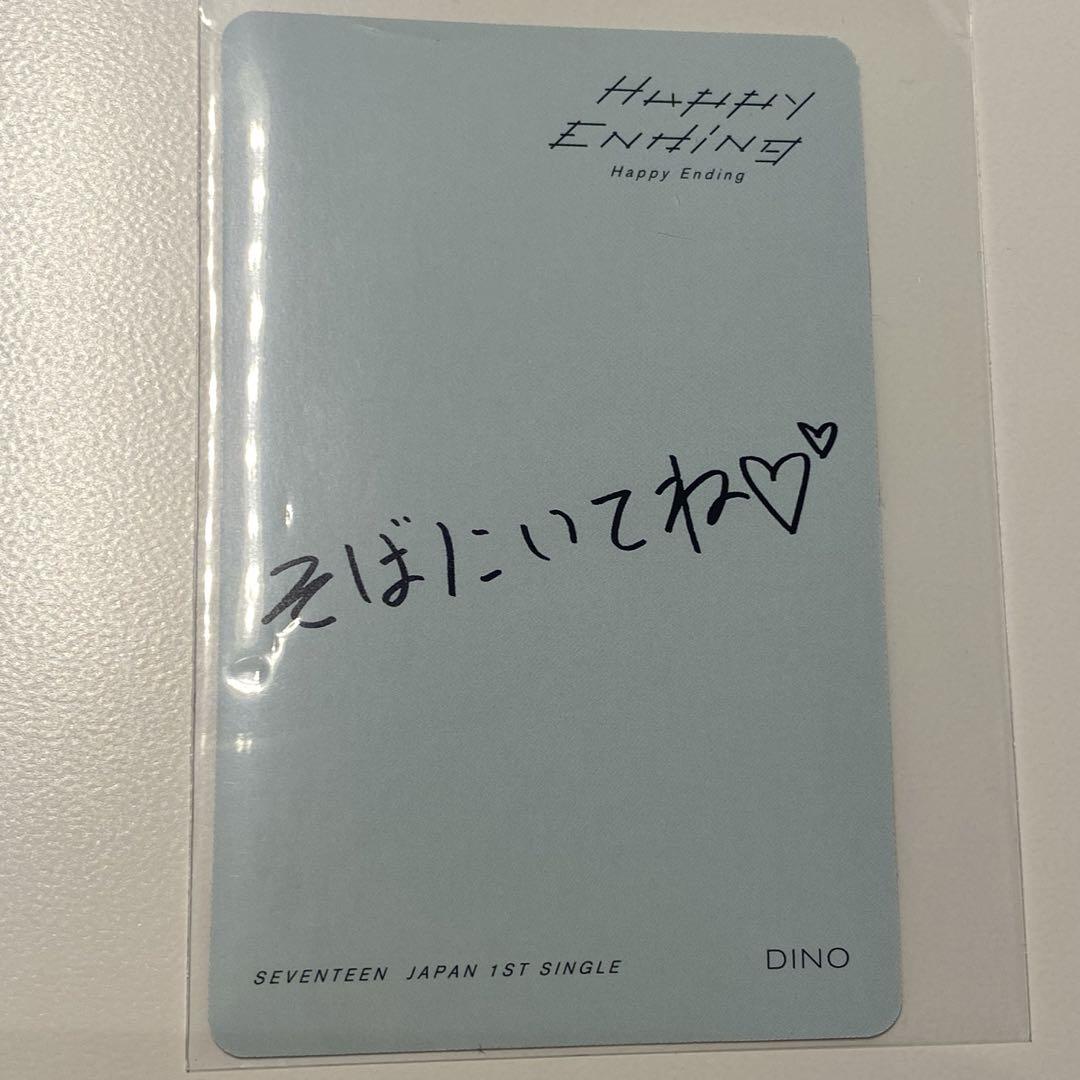 HAPPY
ENDiNg
Happy Ending
そばにいてね♡♡
SEVENTEEN JAPAN 1ST SINGLE
DINO